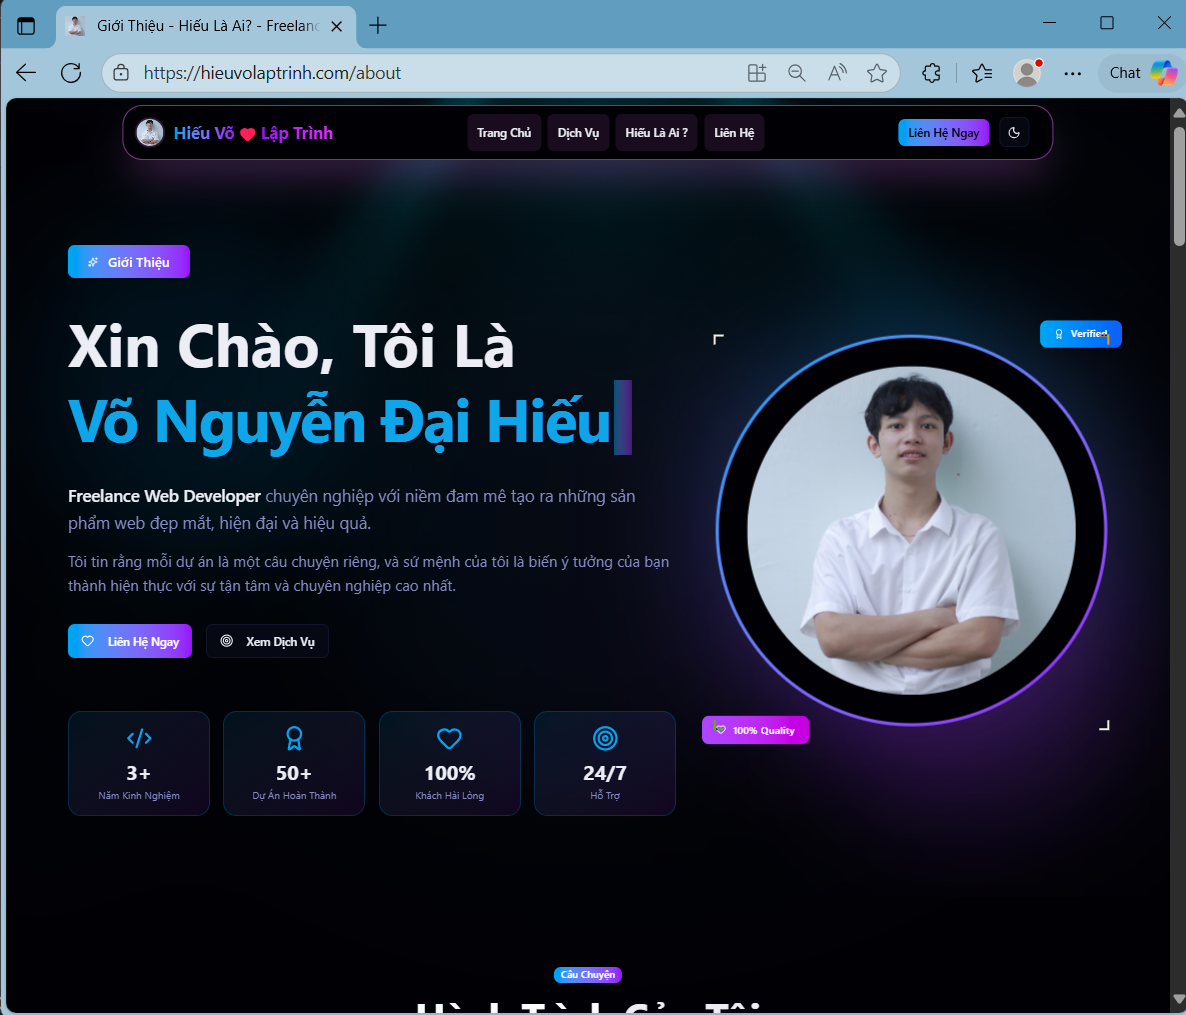 Giới Thiệu - Hiếu Là Ai? - Freelanc
https://hieuvolaptrinh.com/about
Chat
Hiếu Võ Lập Trình
Trang Chủ
Dịch Vụ
Hiếu Là Ai ?
Liên Hệ
Liên Hệ Ngay
Giới Thiệu
Xin Chào, Tôi Là
Võ Nguyễn Đại Hiếu
Freelance Web Developer chuyên nghiệp với niềm đam mê tạo ra những sản
phẩm web đẹp mắt, hiện đại và hiệu quả.
Tôi tin rằng mỗi dự án là một câu chuyện riêng, và sứ mệnh của tôi là biến ý tưởng của bạn
thành hiện thực với sự tận tâm và chuyên nghiệp cao nhất.
Liên Hệ Ngay
Xem Dịch Vụ
3+
Năm Kinh Nghiệm
50+
Dự Án Hoàn Thành
100%
Khách Hài Lòng
24/7
Hỗ Trợ
Verified
100% Quality
Câu Chuyện
Hành Trình Của Tôi